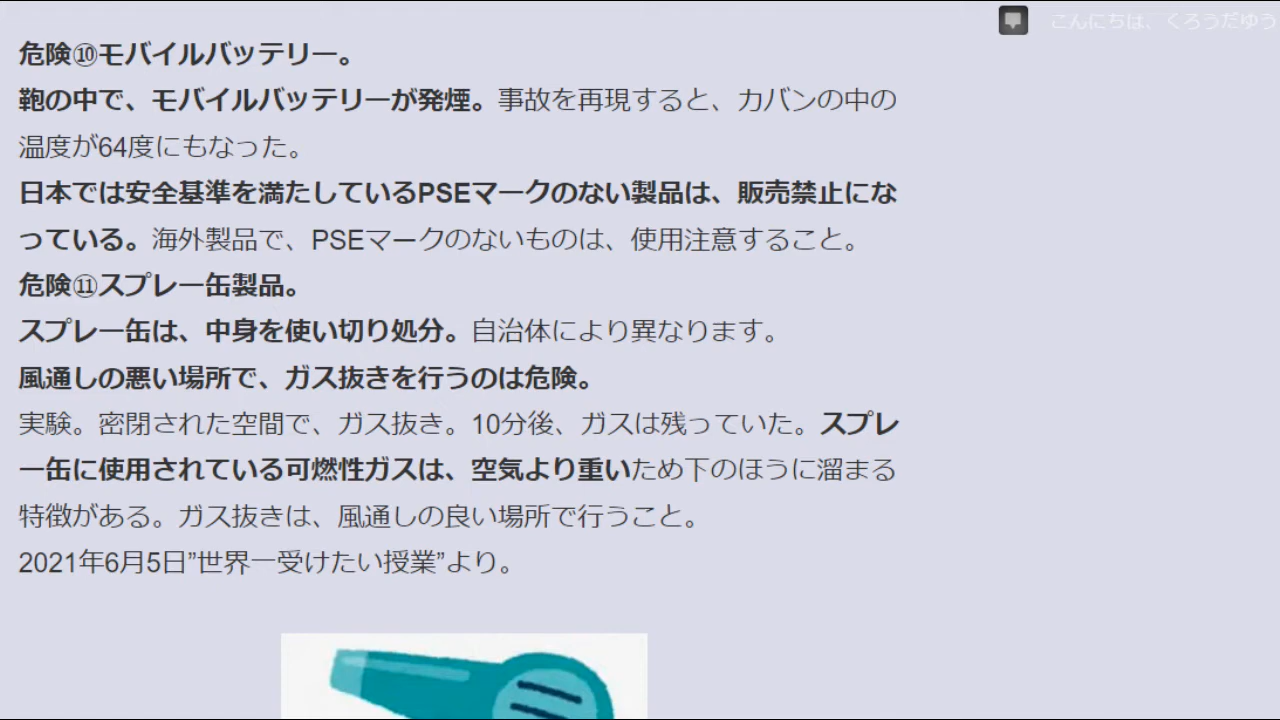 こんにちは、くろうだゆう
危険⑩モバイルバッテリー。
鞄の中で、モバイルバッテリーが発煙。事故を再現すると、カバンの中の
温度が64度にもなった。
日本では安全基準を満たしているPSEマークのない製品は、販売禁止にな
っている。海外製品で、PSEマークのないものは、使用注意すること。
危険⑪スプレー缶製品。
スプレー缶は、中身を使い切り処分。自治体により異なります。
風通しの悪い場所で、ガス抜きを行うのは危険。
実験。密閉された空間で、ガス抜き。10分後、ガスは残っていた。スプレ
ー缶に使用されている可燃性ガスは、空気より重いため下のほうに溜まる
特徴がある。ガス抜きは、風通しの良い場所で行うこと。
2021年6月5日”世界一受けたい授業”より。